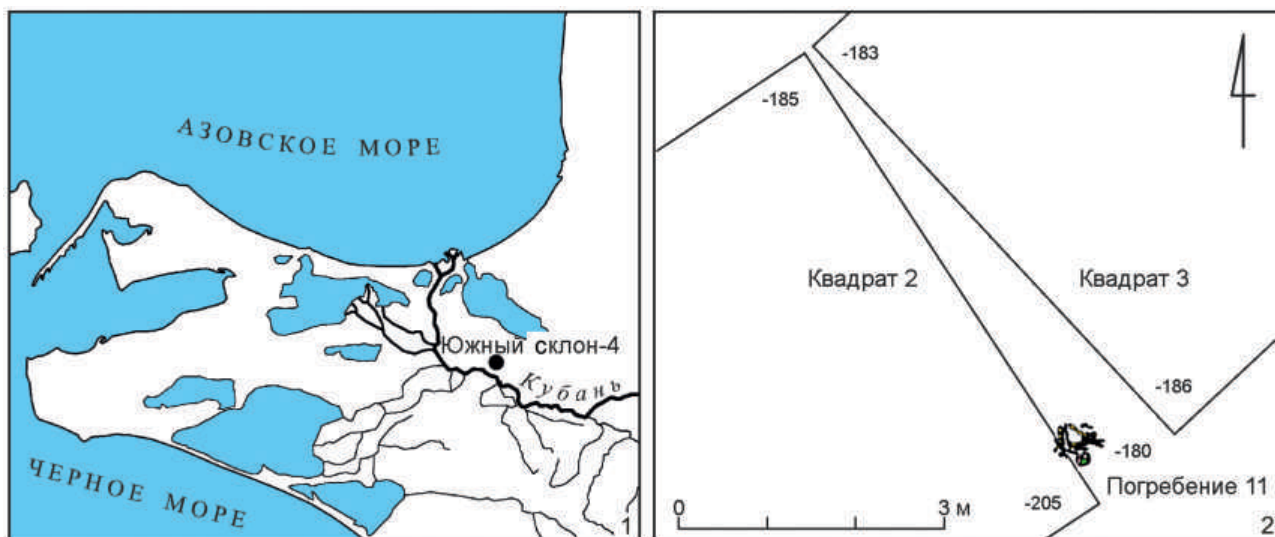 АЗОВСКОЕ МОРЕ
Южный склон-4
Кубань
ЧЕРНОЕ МОРЕ
1
-183
-185
Квадрат 2
Квадрат 3
-186
-180
Погребение 11
-205
0
3 м
2